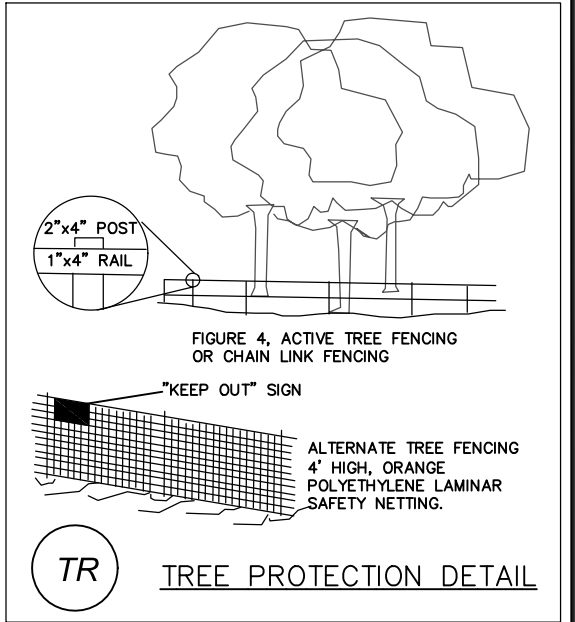 2"x4" POST
1"x4" RAIL
FIGURE 4, ACTIVE TREE FENCING
OR CHAIN LINK FENCING
"KEEP OUT" SIGN
ALTERNATE TREE FENCING
4' HIGH, ORANGE
POLYETHYLENE LAMINAR
SAFETY NETTING.
TR
TREE PROTECTION DETAIL